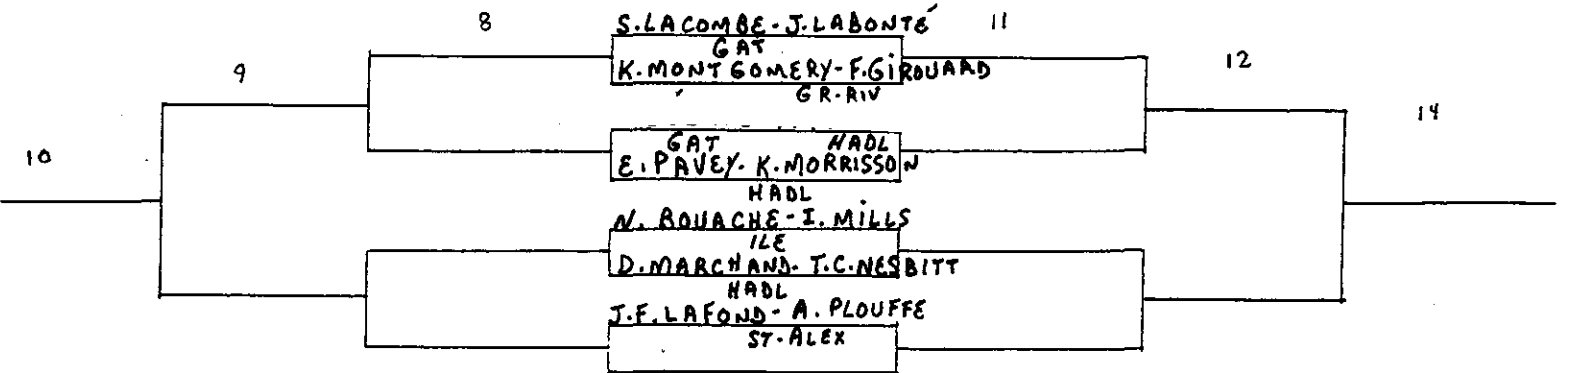 8
S.LACOMBE-J.LABONTÉ
11
GAT
9
K.MONTGOMERY-F.GIROUARD
12
GR-RIV
14
GAT HADL
10
E.PAVEY-K.MORRISSON
HADL
N.BOUACHE-I.MILLS
ILE
D.MARCHAND-T.C.NESBITT
HADL
J.F.LAFOND-A.PLOUFFE
ST-ALEX